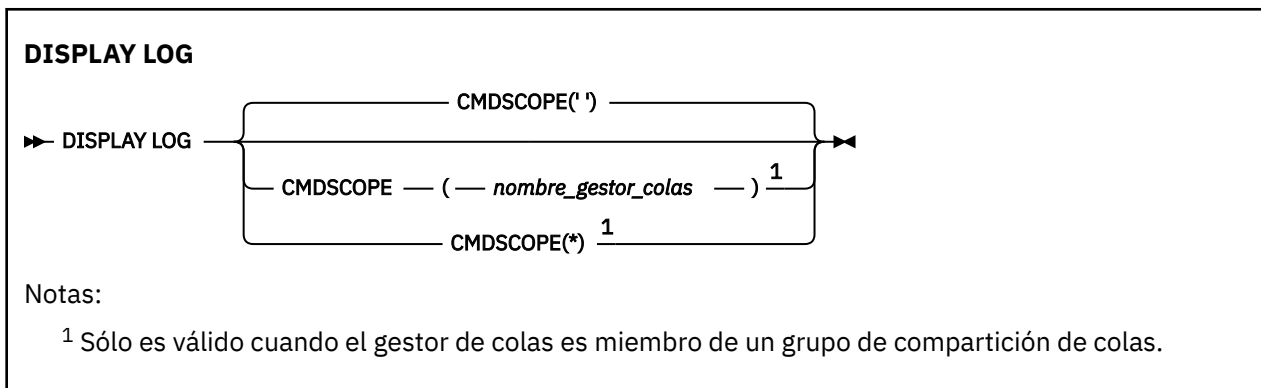 DISPLAY LOG
CMDSCOPE(' ')
DISPLAY LOG
CMDSCOPE ( nombre_gestor_colas ) 1
CMDSCOPE(*) 1
Notas:
1 Sólo es válido cuando el gestor de colas es miembro de un grupo de compartición de colas.